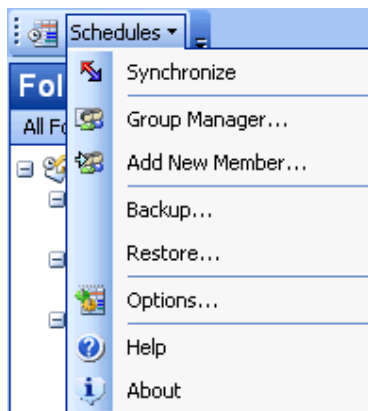 Schedules
Synchronize
Fol
Group Manager...
All Fo
Add New Member...
Backup...
Restore...
Options...
Help
About